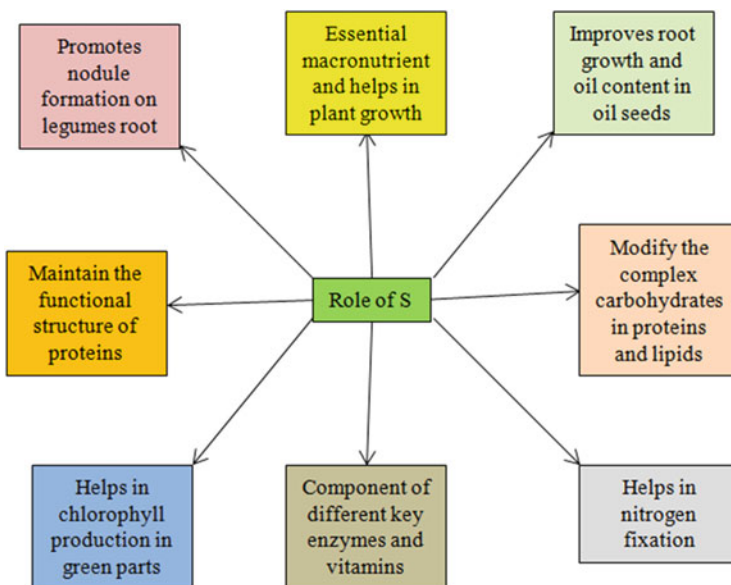 Promotes
nodule
formation on
legumes root
Essential
macronutrient
and helps in
plant growth
Improves root
growth and
oil content in
oil seeds
Maintain the
functional
structure of
proteins
Role of S
Modify the
complex
carbohydrates
in proteins
and lipids
Helps in
chlorophyll
production in
green parts
Component of
different key
enzymes and
vitamins
Helps in
nitrogen
fixation